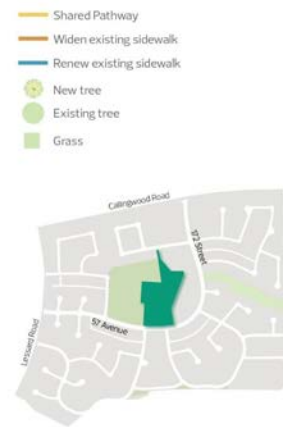 Shared Pathway
Widen existing sidewalk
Renew existing sidewalk
New tree
Existing tree
Grass
Callingwood Road
172 Street
57 Avenue
Lessard Road